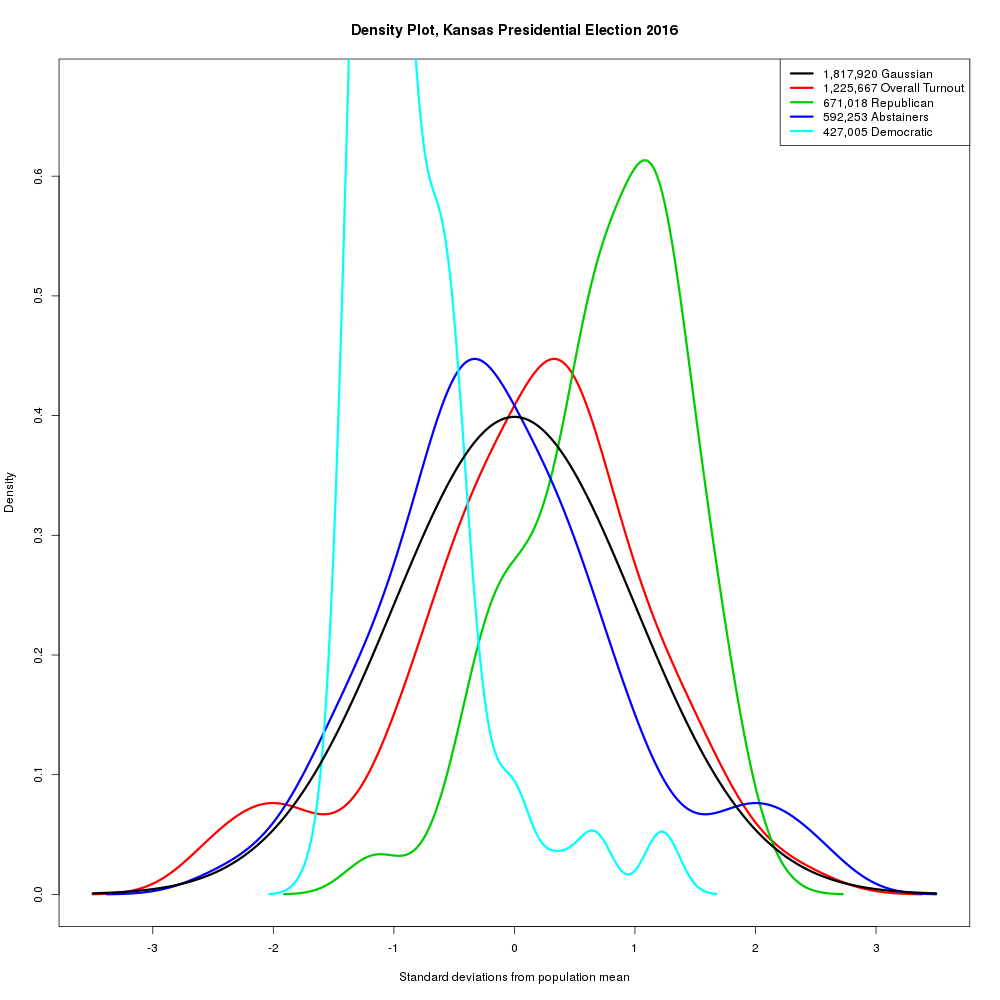 Density Plot, Kansas Presidential Election 2016
1,817,920 Gaussian
1,225,667 Overall Turnout
671,018 Republican
592,253 Abstainers
427,005 Democratic
Density
0.6
0.5
0.4
0.3
0.2
0.1
0.0
-3 -2 -1 0 1 2 3
Standard deviations from population mean